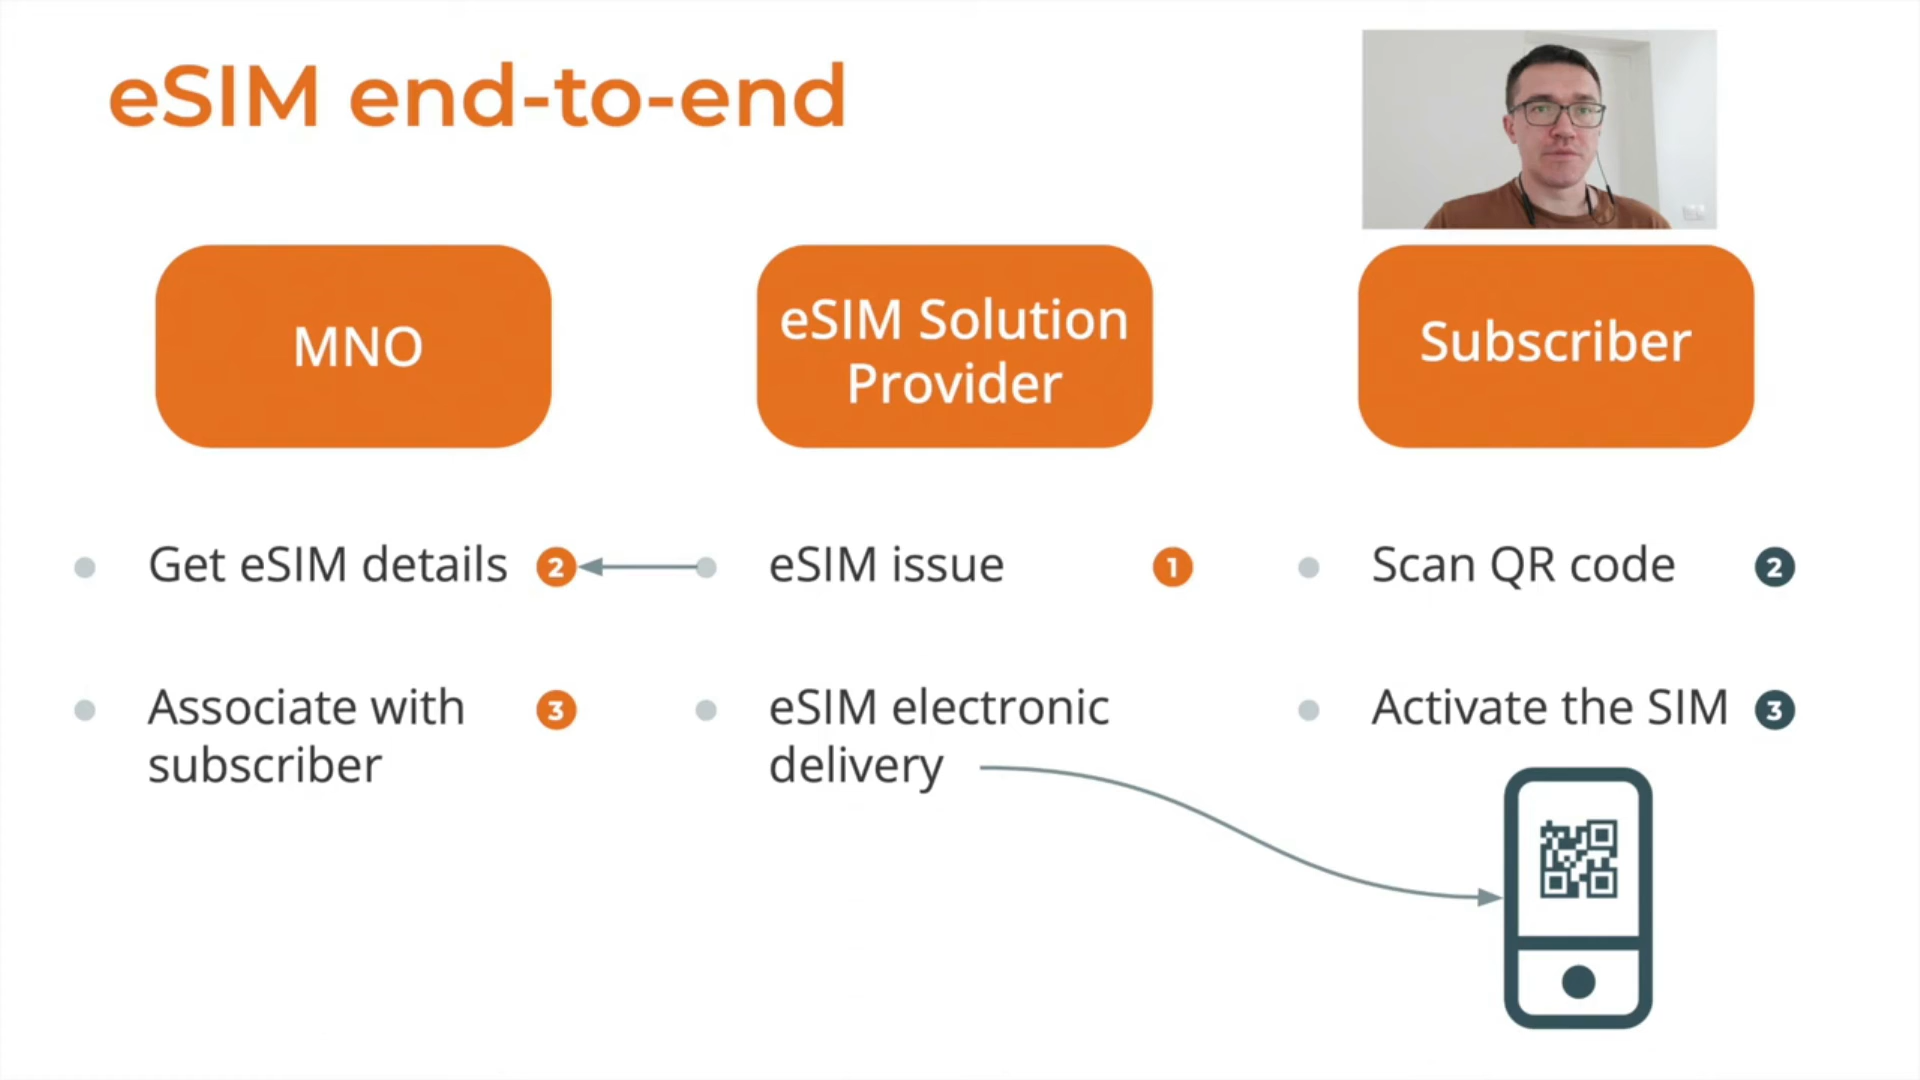 eSIM end-to-end
MNO
eSIM Solution
Provider
Subscriber
Get eSIM details 2
Associate with 3
subscriber
eSIM issue 1
eSIM electronic
delivery
Scan QR code 2
Activate the SIM 3